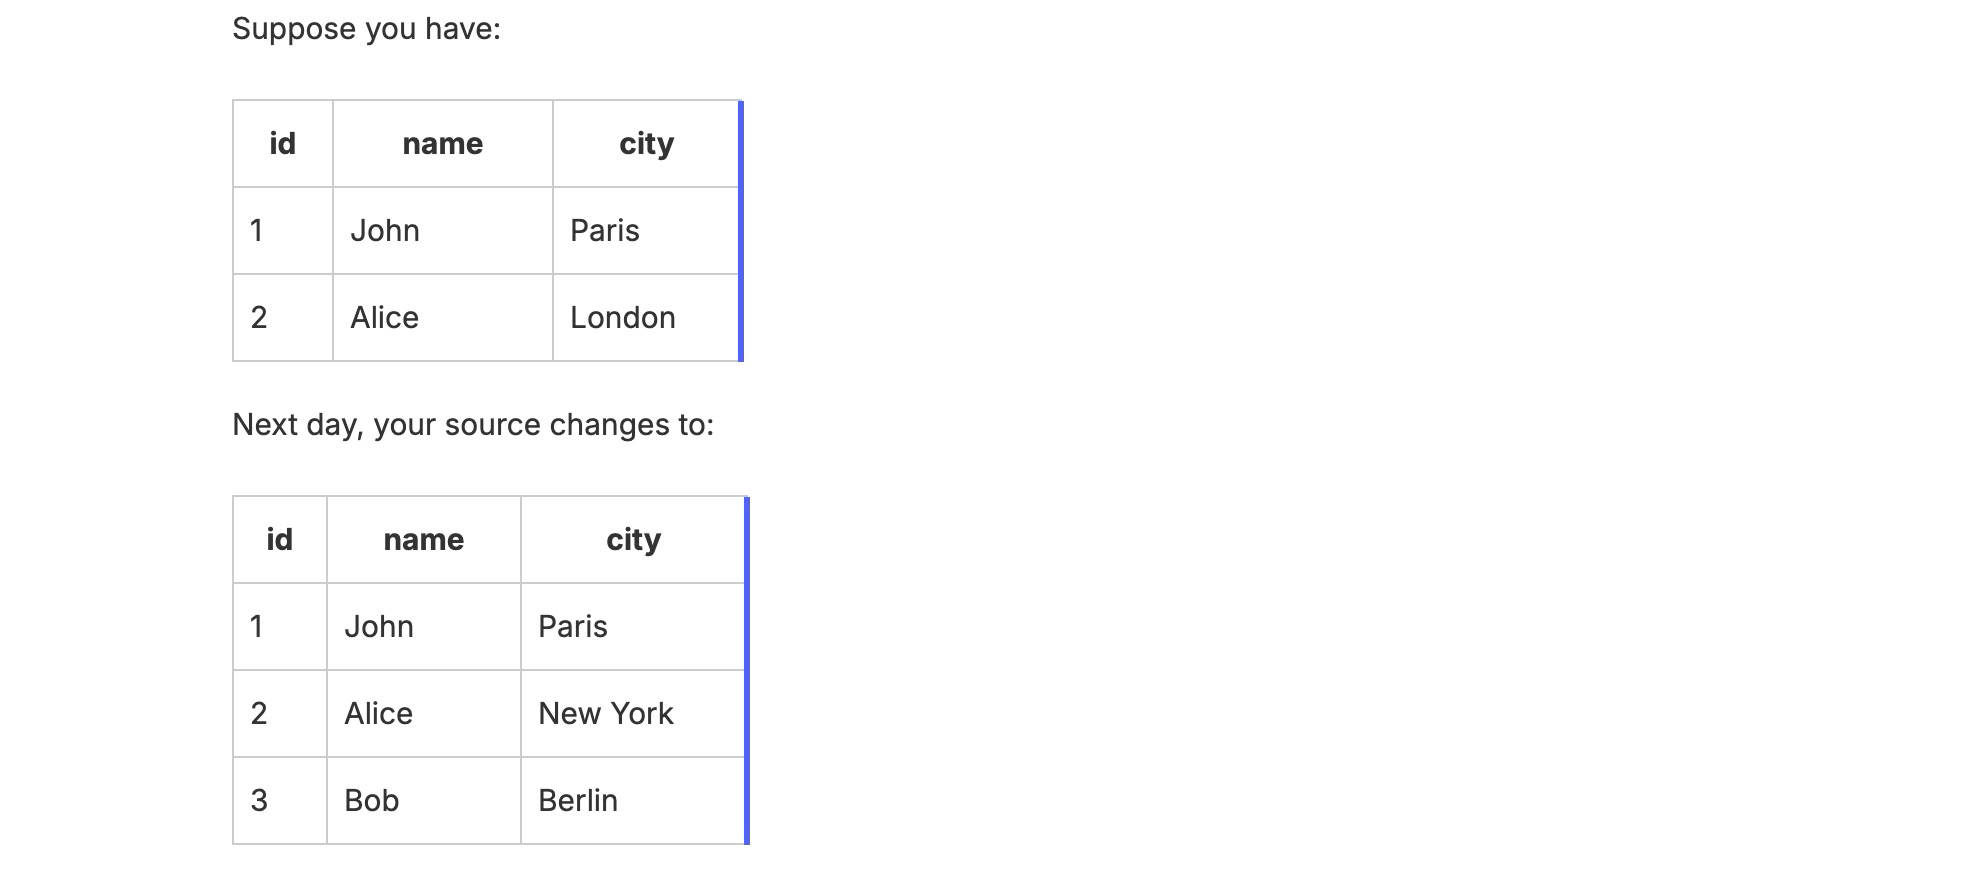 Suppose you have:
id name city
1 John Paris
2 Alice London
Next day, your source changes to:
id name city
1 John Paris
2 Alice New York
3 Bob Berlin